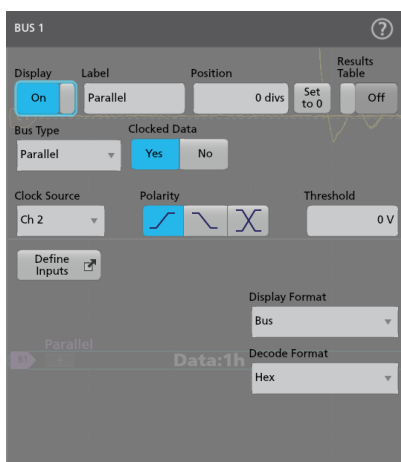 BUS 1
?
Display Label Position Results Table
On Parallel 0 divs Set to 0 Off
Bus Type Clocked Data
Parallel Yes No
Clock Source Polarity Threshold
Ch 2 0 V
Define Inputs
Display Format
Bus
Parallel
B1 Data:1h Decode Format
Hex